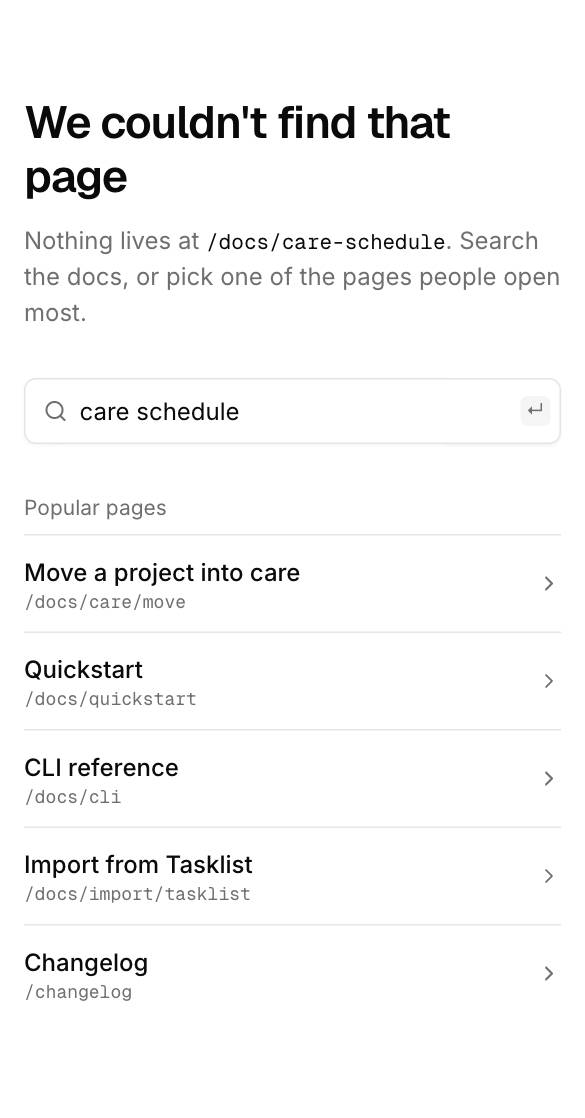 We couldn't find that
page
Nothing lives at /docs/care-schedule. Search
the docs, or pick one of the pages people open
most.
care schedule
Popular pages
Move a project into care
/docs/care/move
Quickstart
/docs/quickstart
CLI reference
/docs/cli
Import from Tasklist
/docs/import/tasklist
Changelog
/changelog